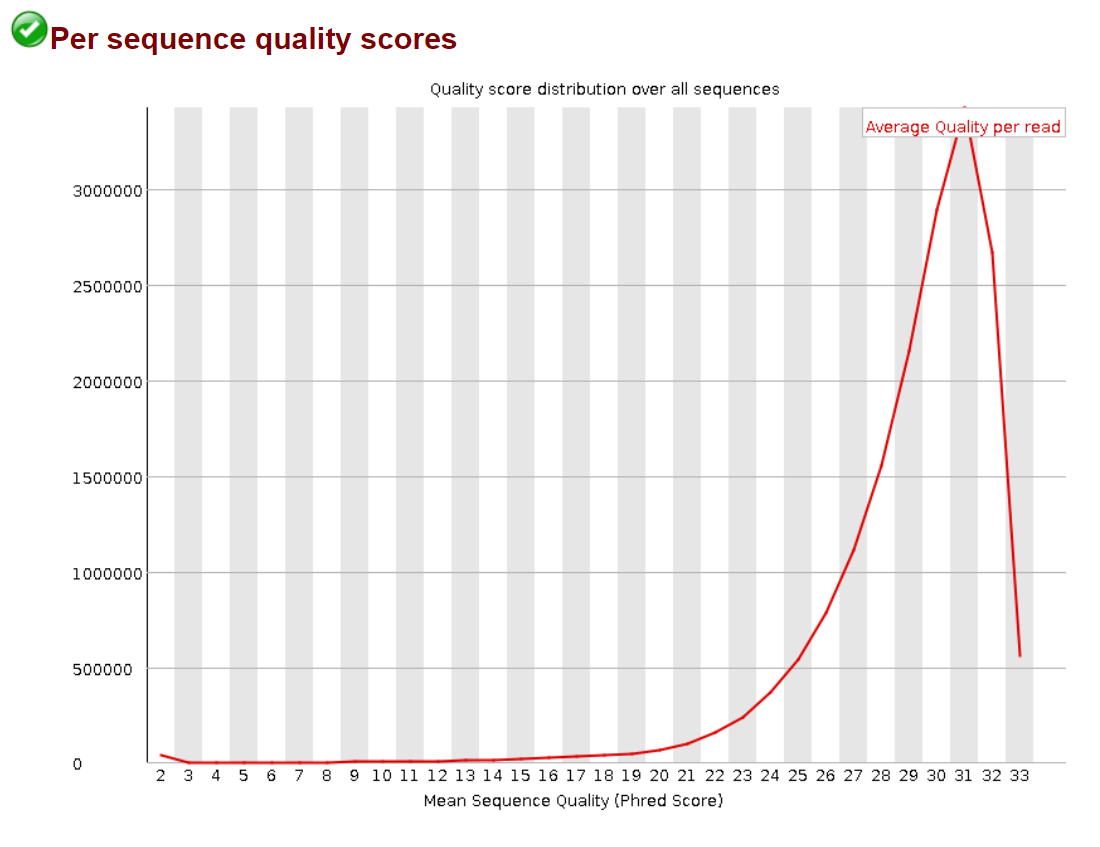 Per sequence quality scores
Quality score distribution over all sequences
Average Quality per read
3000000
2500000
2000000
1500000
1000000
500000
0
2 3 4 5 6 7 8 9 10 11 12 13 14 15 16 17 18 19 20 21 22 23 24 25 26 27 28 29 30 31 32 33
Mean Sequence Quality (Phred Score)